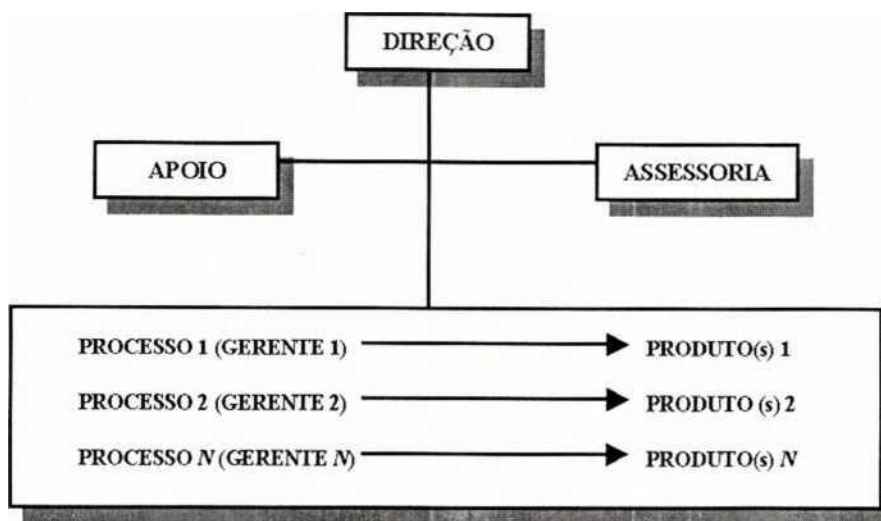 DIREÇÃO
APOIO
ASSESSORIA
PROCESSO 1 (GERENTE 1) PRODUTO(s) 1
PROCESSO 2 (GERENTE 2) PRODUTO (s) 2
PROCESSO N (GERENTE N) PRODUTO(s) N